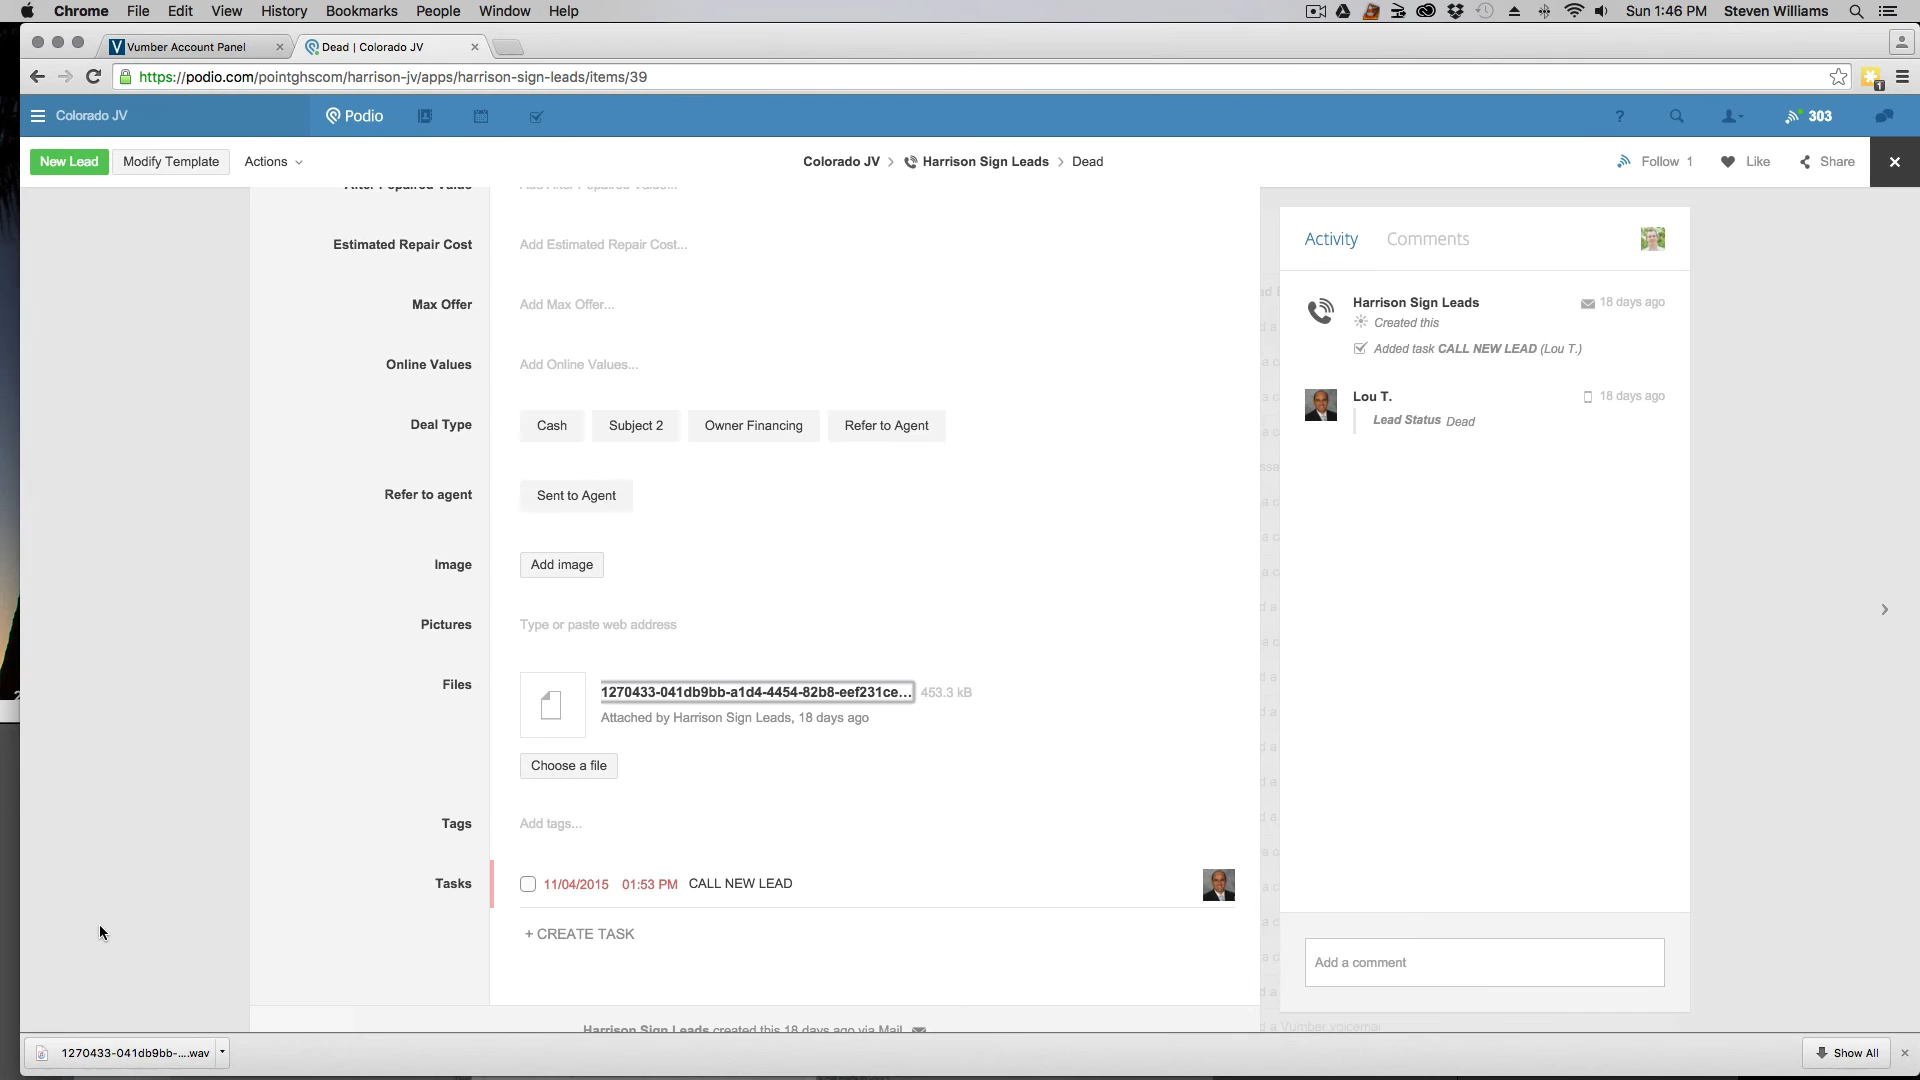 Chrome File Edit View History Bookmarks People Window Help
Sun 1:46 PM Steven Williams
Vumber Account Panel
Dead | Colorado JV
https://podio.com/pointghscom/harrison-jv/apps/harrison-sign-leads/items/39
1
Colorado JV
Podio
? 303
New Lead Modify Template Actions
Colorado JV > Harrison Sign Leads > Dead
Follow 1 Like Share
After Repaired Value Add After Repaired Value...
Estimated Repair Cost Add Estimated Repair Cost...
Max Offer Add Max Offer...
Online Values Add Online Values...
Deal Type Cash Subject 2 Owner Financing Refer to Agent
Refer to agent Sent to Agent
Image Add image
Pictures Type or paste web address
Files 1270433-041db9bb-a1d4-4454-82b8-eef231ce... 453.3 kB
Attached by Harrison Sign Leads, 18 days ago
Choose a file
Tags Add tags...
Tasks 11/04/2015 01:53 PM CALL NEW LEAD
+ CREATE TASK
Harrison Sign Leads created this 18 days ago via Mail
Activity Comments
Harrison Sign Leads 18 days ago
Created this
Added task CALL NEW LEAD (Lou T.)
Lou T. 18 days ago
Lead Status Dead
Add a comment
1270433-041db9bb-....wav
Show All